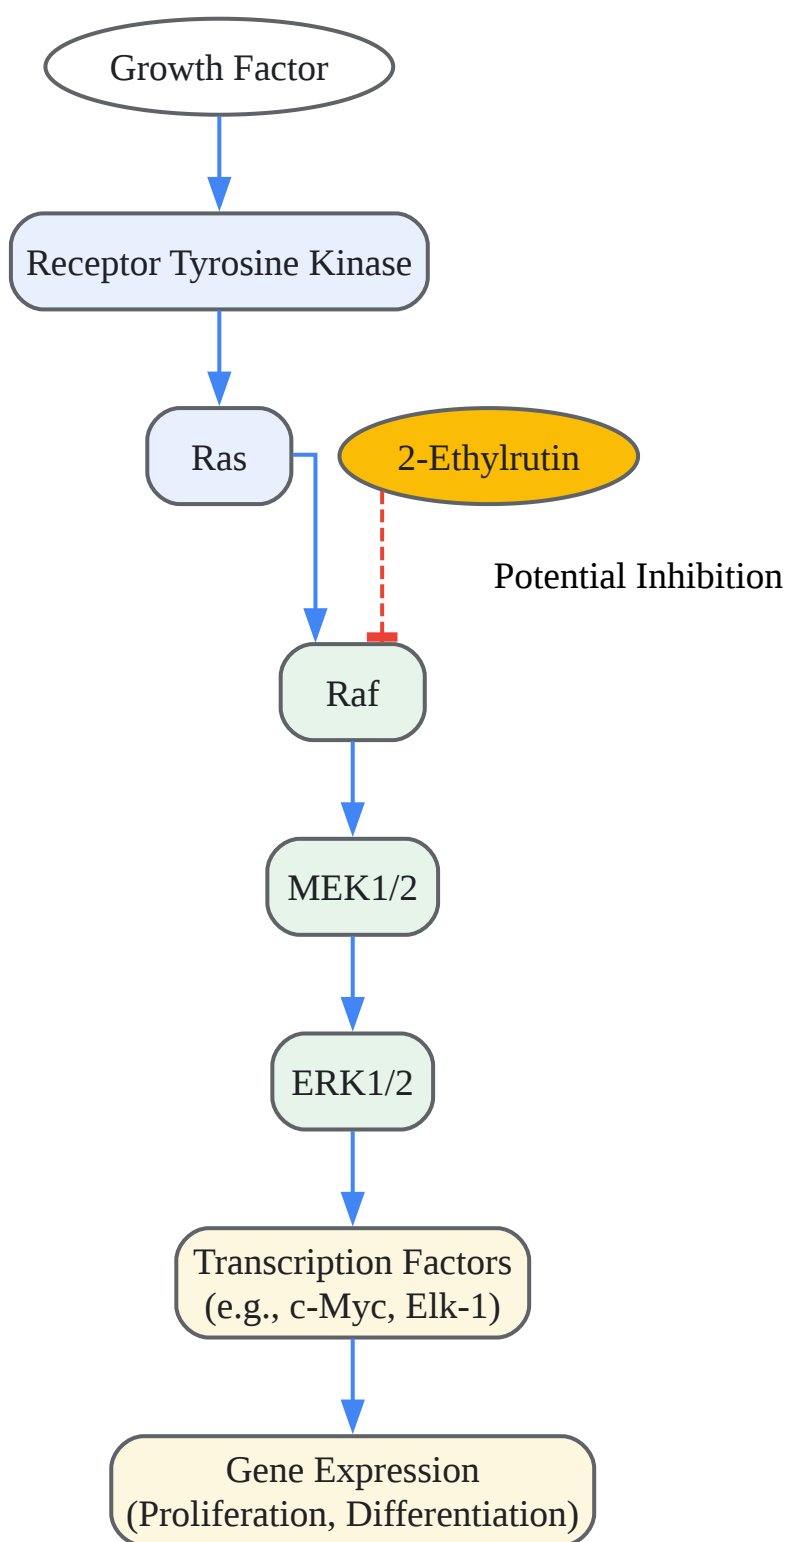 Growth Factor
Receptor Tyrosine Kinase
Ras
2-Ethylrutin
Potential Inhibition
Raf
MEK1/2
ERK1/2
Transcription Factors
(e.g., c-Myc, Elk-1)
Gene Expression
(Proliferation, Differentiation)